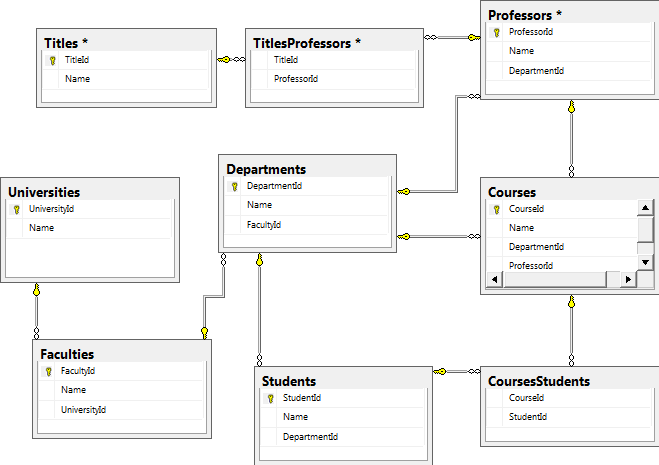 Titles *
TitleId
Name
TitlesProfessors *
TitleId
ProfessorId
Professors *
ProfessorId
Name
DepartmentId
Universities
UniversityId
Name
Departments
DepartmentId
Name
FacultyId
Courses
CourseId
Name
DepartmentId
ProfessorId
Faculties
FacultyId
Name
UniversityId
Students
StudentId
Name
DepartmentId
CoursesStudents
CourseId
StudentId